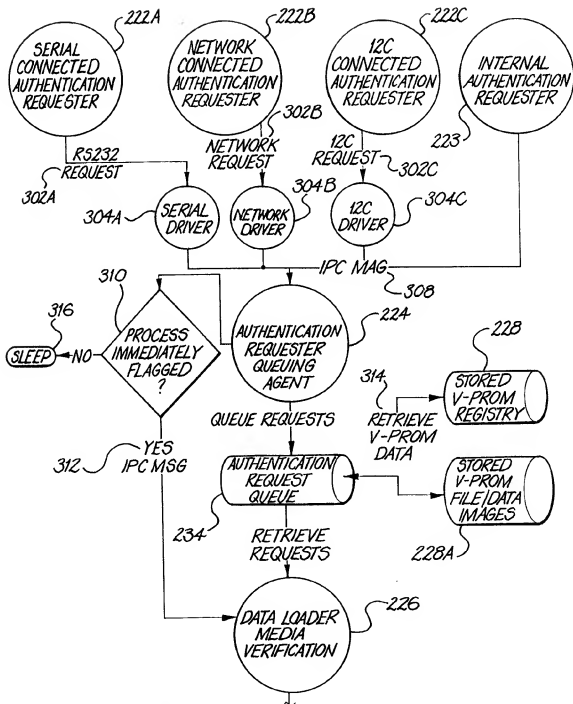 222A
222B
222C
SERIAL
CONNECTED
AUTHENTICATION
REQUESTER
NETWORK
CONNECTED
AUTHENTICATION
REQUESTER
12C
CONNECTED
AUTHENTICATION
REQUESTER
INTERNAL
AUTHENTICATION
REQUESTER
223
RS232
REQUEST
302A
302B
NETWORK
REQUEST
12C
REQUEST
302C
304A
SERIAL
DRIVER
NETWORK
DRIVER
304B
12C
DRIVER
304C
IPC MAG
308
310
316
SLEEP
NO
PROCESS
IMMEDIATELY
FLAGGED
?
AUTHENTICATION
REQUESTER
QUEUING
AGENT
224
228
STORED
V-PROM
REGISTRY
314
RETRIEVE
V-PROM
DATA
312
YES
IPC MSG
QUEUE REQUESTS
AUTHENTICATION
REQUEST
QUEUE
234
STORED
V-PROM
FILE/DATA
IMAGES
228A
RETRIEVE
REQUESTS
DATA LOADER
MEDIA
VERIFICATION
226